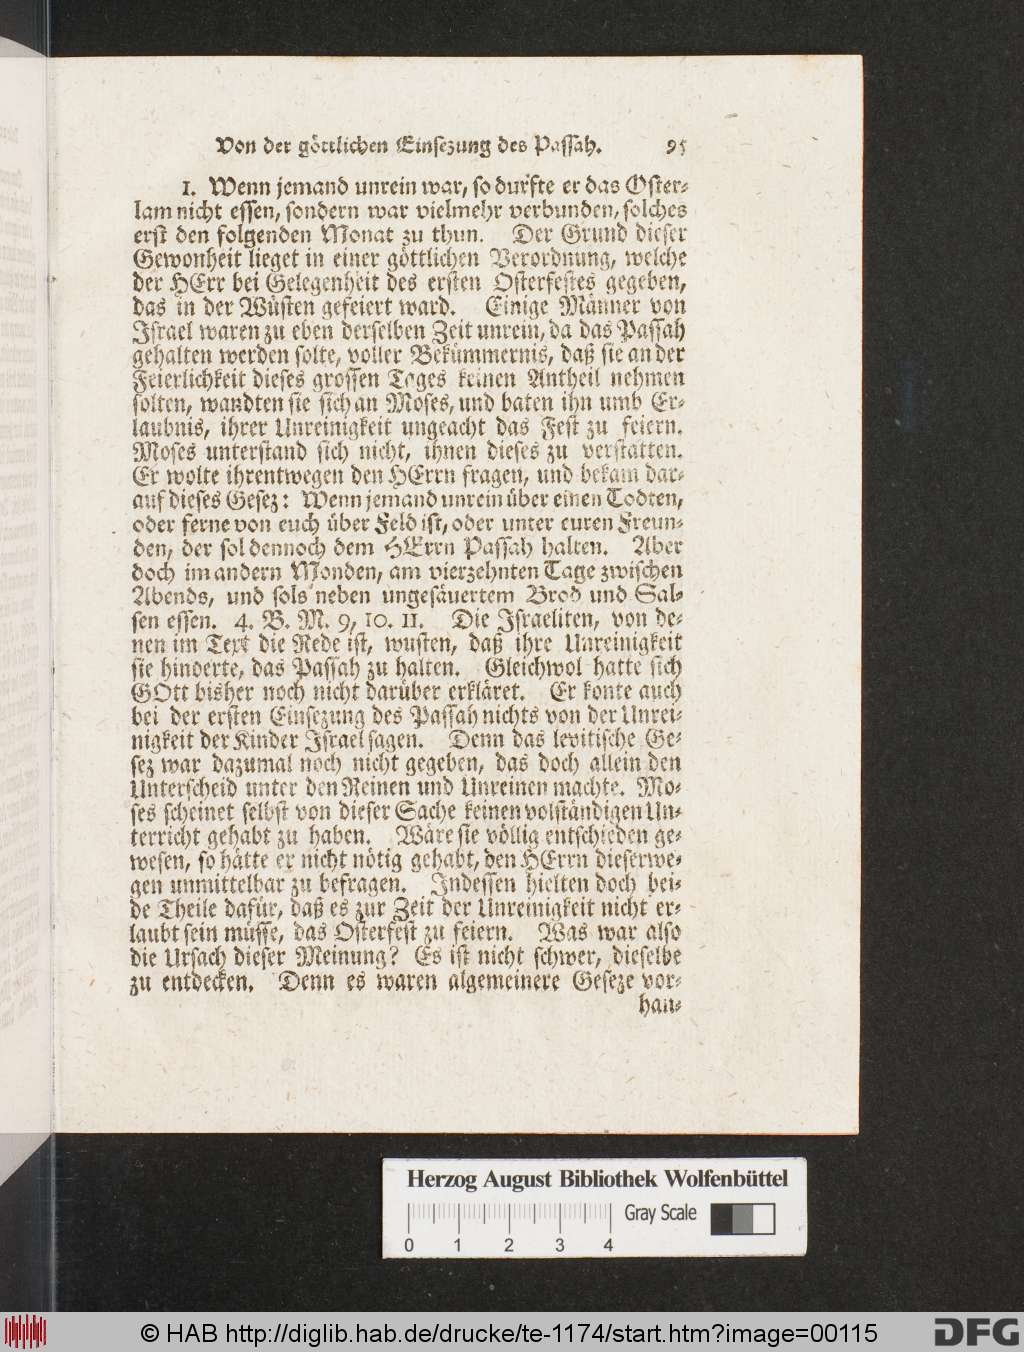 Von der göttlichen Einsezung des Passah. 95
1. Wenn jemand unrein war, so durfte er das Oster-
lam nicht essen, sondern war vielmehr verbunden, solches
erst den folgenden Monat zu thun. Der Grund dieser
Gewonheit lieget in einer göttlichen Verordnung, welche
der HErr bei Gelegenheit des ersten Osterfestes gegeben,
das in der Wüsten gefeiert ward. Einige Männer von
Israel waren zu eben derselben Zeit unrein, da das Passah
gehalten werden solte, voller Bekümmernis, daß sie an der
Feierlichkeit dieses grossen Tages keinen Antheil nehmen
solten, wandten sie sich an Moses, und baten ihn umb Er-
laubnis, ihrer Unreinigkeit ungeacht das Fest zu feiern.
Moses unterstand sich nicht, ihnen dieses zu verstatten.
Er wolte ihrentwegen den HErrn fragen, und bekam dar-
auf dieses Gesez: Wenn jemand unrein über einen Todten,
oder ferne von euch über Feld ist, oder unter euren Freun-
den, der sol dennoch dem HErrn Passah halten. Aber
doch im andern Monden, am vierzehnten Tage zwischen
Abends, und sols neben ungesäuertem Brod und Sal-
sen essen. 4. B. M. 9, 10. 11. Die Israeliten, von de-
nen im Text die Rede ist, wusten, daß ihre Unreinigkeit
sie hinderte, das Passah zu halten. Gleichwol hatte sich
GOtt bisher noch nicht darüber erkläret. Er konte auch
bei der ersten Einsezung des Passah nichts von der Unrei-
nigkeit der Kinder Israel sagen. Denn das levitische Ge-
sez war dazumal noch nicht gegeben, das doch allein den
Unterscheid unter den Reinen und Unreinen machte. Mo-
ses scheinet selbst von dieser Sache keinen volständigen Un-
terricht gehabt zu haben. Wäre sie völlig entschieden ge-
wesen, so hätte er nicht nötig gehabt, den HErrn dieserwe-
gen unmittelbar zu befragen. Indessen hielten doch bei-
de Theile dafür, daß es zur Zeit der Unreinigkeit nicht er-
laubt sein müsse, das Osterfest zu feiern. Was war also
die Ursach dieser Meinung? Es ist nicht schwer, dieselbe
zu entdecken. Denn es waren algemeinere Geseze vor-
han-
Herzog August Bibliothek Wolfenbüttel
Gray Scale
0 1 2 3 4
© HAB http://diglib.hab.de/drucke/te-1174/start.htm?image=00115
DFG